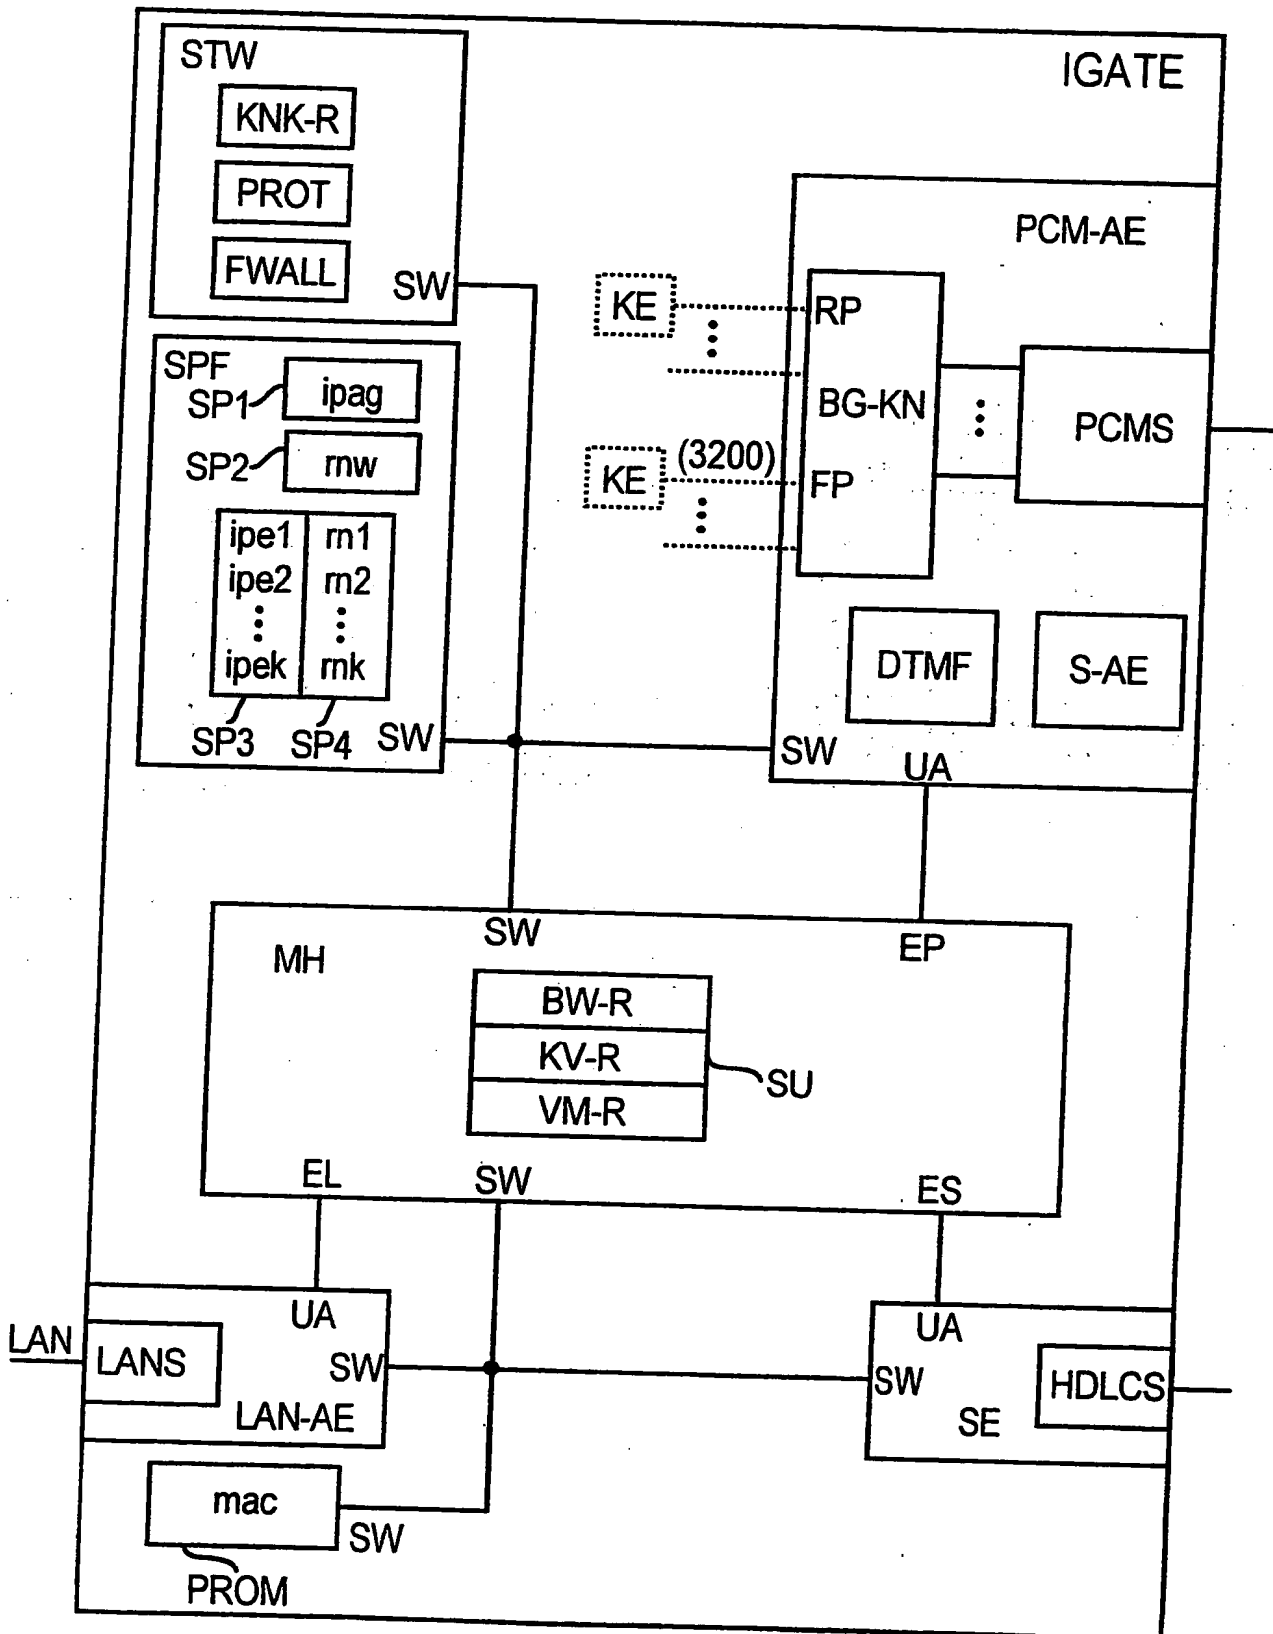 IGATE
STW
KNK-R
PROT
FWALL
SW
SPF
SP1
ipag
SP2
rnw
ipe1 rn1
ipe2 rn2
ipek rnk
SP3 SP4 SW
PCM-AE
KE
RP
BG-KN
PCMS
KE (3200)
FP
DTMF
S-AE
SW
UA
SW
EP
MH
BW-R
KV-R
SU
VM-R
EL
SW
ES
UA
LAN
LANS
SW
LAN-AE
UA
SW
HDLCS
SE
mac
SW
PROM